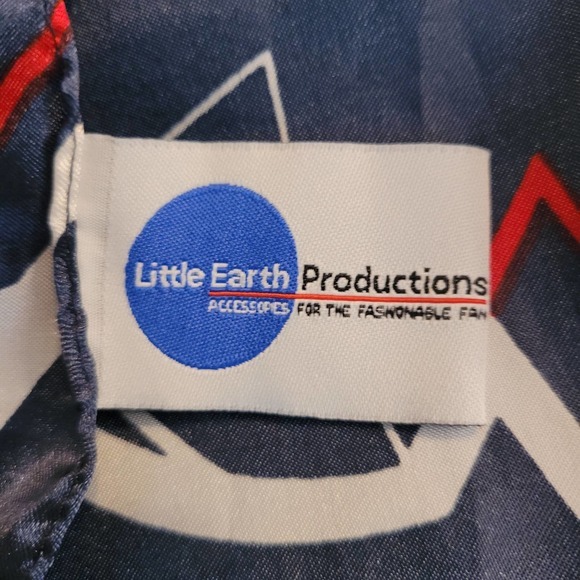 Little Earth Productions
ACCESSORIES FOR THE FASHIONABLE FAN